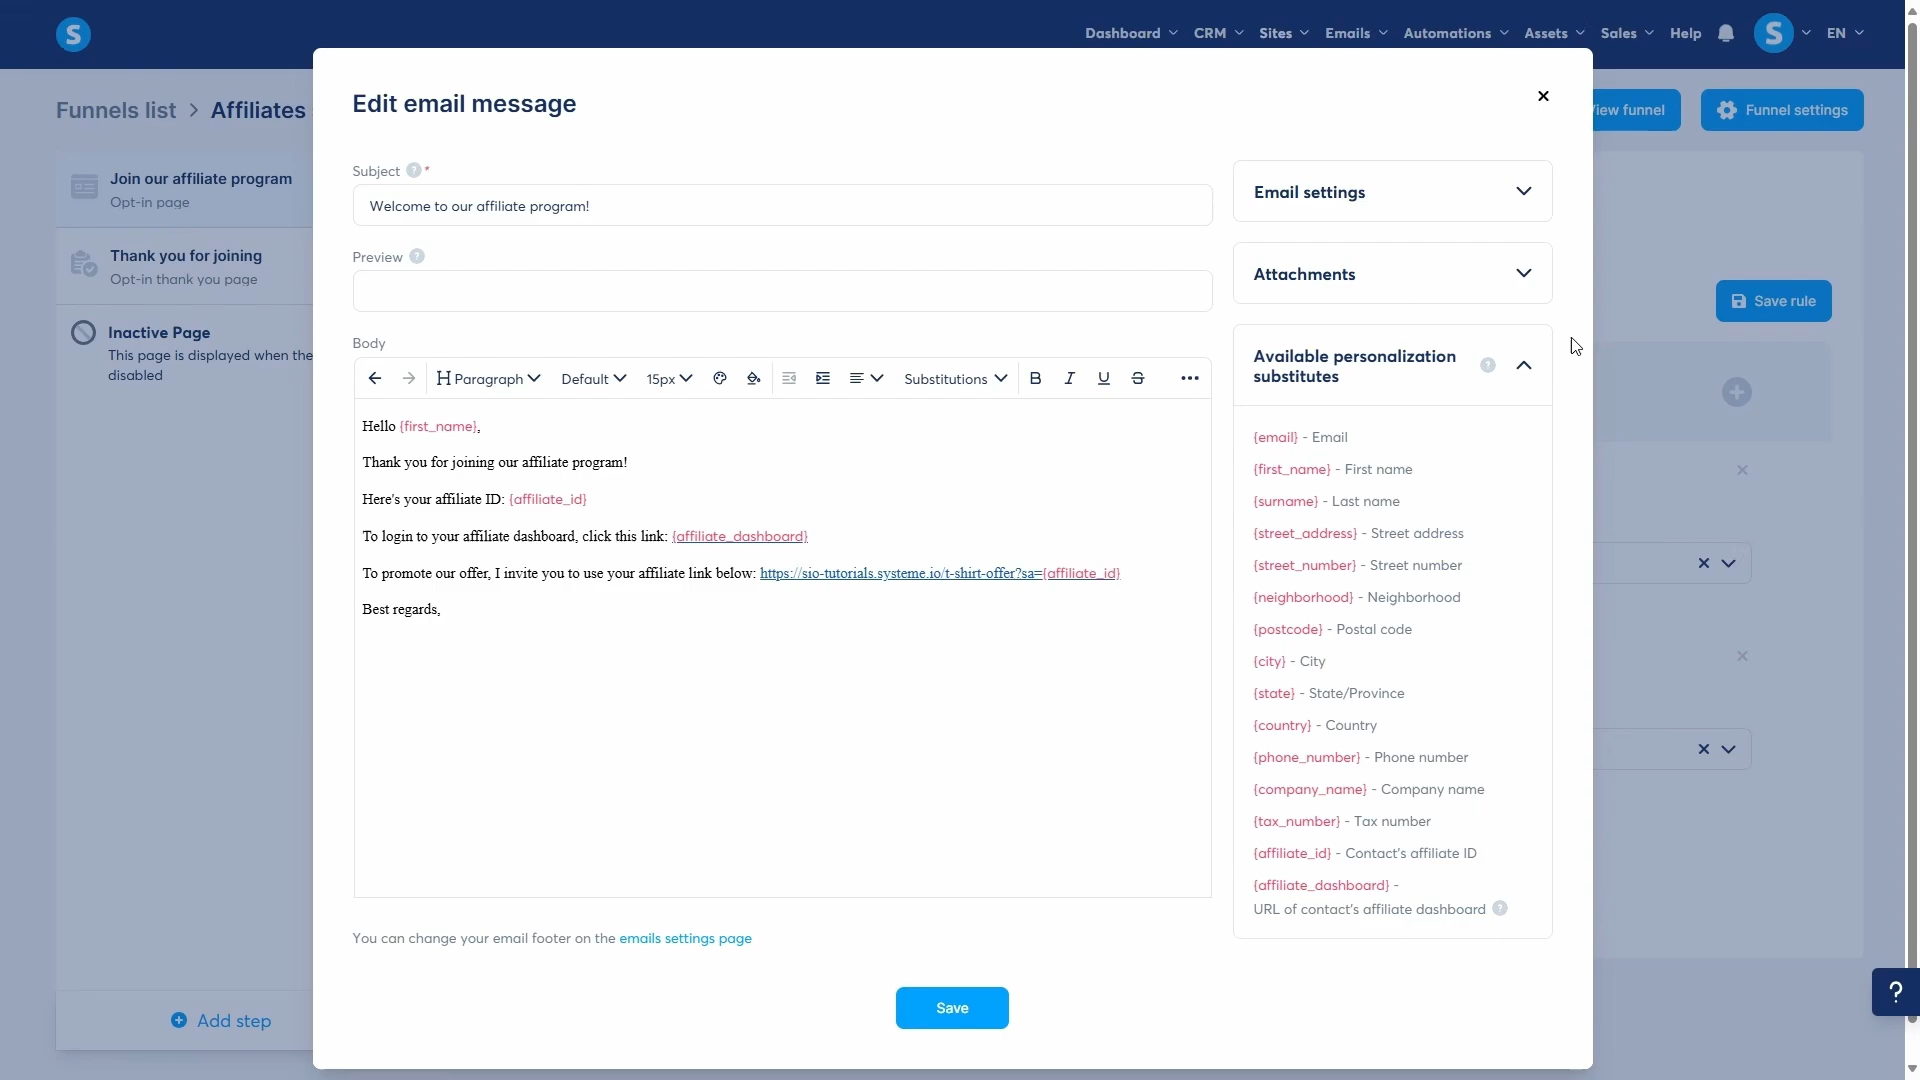 S
Dashboard
CRM
Sites
Emails
Automations
Assets
Sales
Help
S
EN
Funnels list > Affiliates
View funnel
Funnel settings
Join our affiliate program
Opt-in page
Thank you for joining
Opt-in thank you page
Inactive Page
This page is displayed when the
disabled
Add step
Save rule
Edit email message
Subject ? *
Welcome to our affiliate program!
Preview ?
Body
Paragraph
Default
15px
Substitutions
B I U S
Hello {first_name},
Thank you for joining our affiliate program!
Here's your affiliate ID: {affiliate_id}
To login to your affiliate dashboard, click this link: {affiliate_dashboard}
To promote our offer, I invite you to use your affiliate link below: https://sio-tutorials.systeme.io/t-shirt-offer?sa={affiliate_id}
Best regards,
You can change your email footer on the emails settings page
Save
Email settings
Attachments
Available personalization
substitutes ?
{email} - Email
{first_name} - First name
{surname} - Last name
{street_address} - Street address
{street_number} - Street number
{neighborhood} - Neighborhood
{postcode} - Postal code
{city} - City
{state} - State/Province
{country} - Country
{phone_number} - Phone number
{company_name} - Company name
{tax_number} - Tax number
{affiliate_id} - Contact's affiliate ID
{affiliate_dashboard} -
URL of contact's affiliate dashboard ?
?